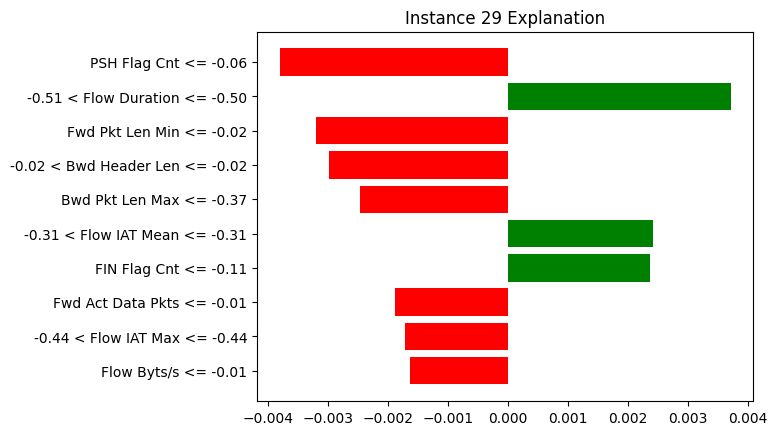 Instance 29 Explanation
PSH Flag Cnt <= -0.06
-0.51 < Flow Duration <= -0.50
Fwd Pkt Len Min <= -0.02
-0.02 < Bwd Header Len <= -0.02
Bwd Pkt Len Max <= -0.37
-0.31 < Flow IAT Mean <= -0.31
FIN Flag Cnt <= -0.11
Fwd Act Data Pkts <= -0.01
-0.44 < Flow IAT Max <= -0.44
Flow Byts/s <= -0.01
−0.004 −0.003 −0.002 −0.001 0.000 0.001 0.002 0.003 0.004